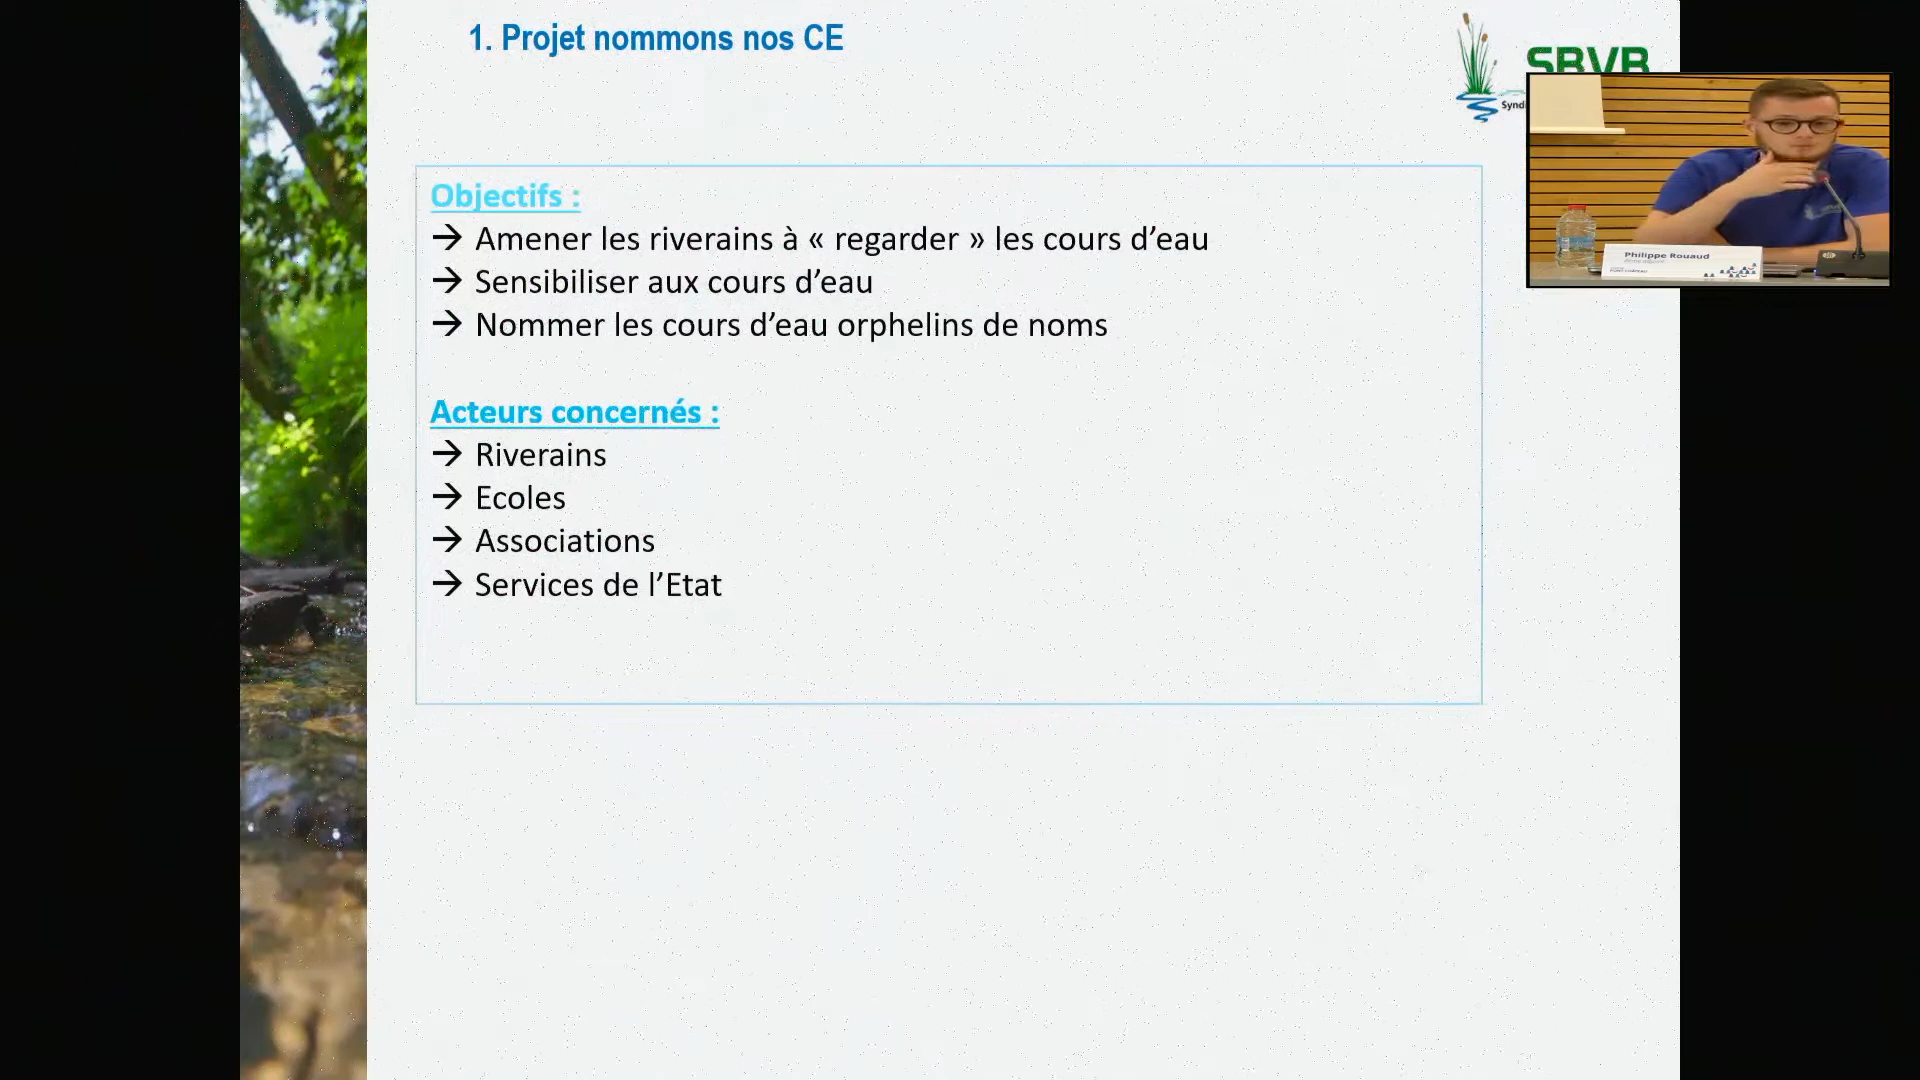 1. Projet nommons nos CE
SBVB
Syndi
Objectifs :
→ Amener les riverains à « regarder » les cours d’eau
→ Sensibiliser aux cours d’eau
→ Nommer les cours d’eau orphelins de noms
Acteurs concernés :
→ Riverains
→ Ecoles
→ Associations
→ Services de l’Etat
Philippe Rouaud